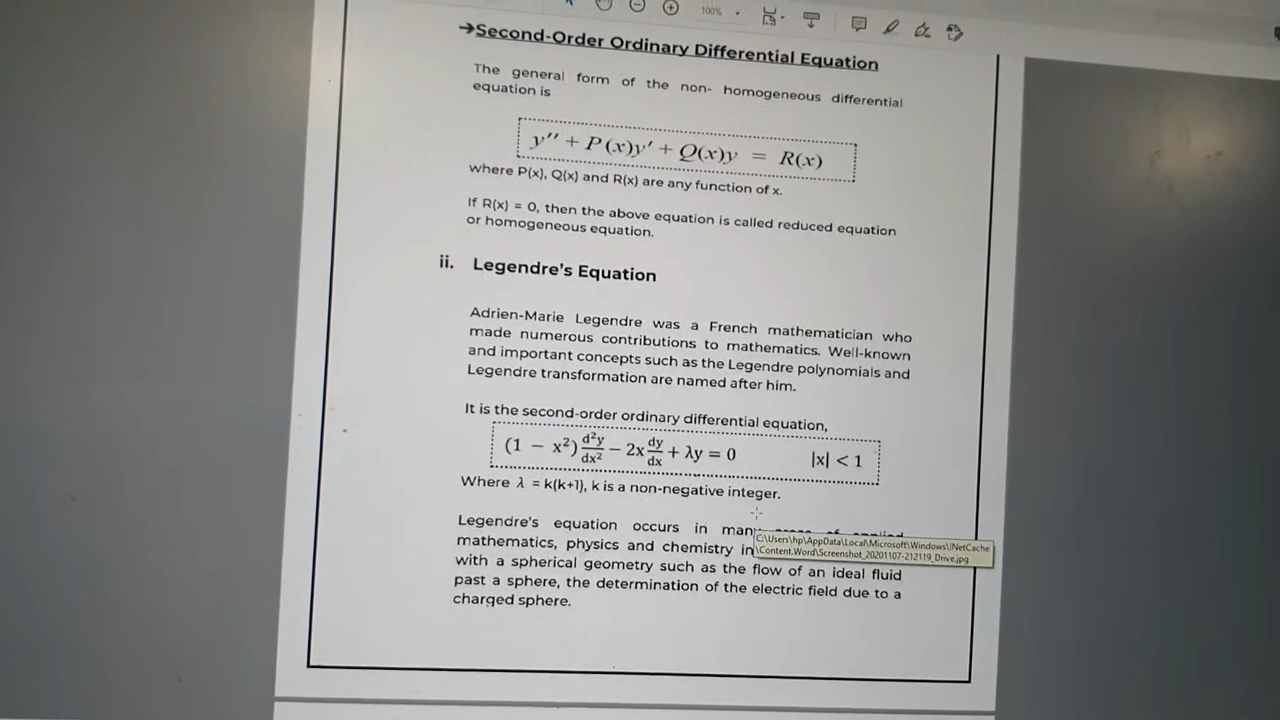 100%
→Second-Order Ordinary Differential Equation
The general form of the non- homogeneous differential
equation is
y′′ + P(x)y′ + Q(x)y = R(x)
where P(x), Q(x) and R(x) are any function of x.
If R(x) = 0, then the above equation is called reduced equation
or homogeneous equation.
ii. Legendre's Equation
Adrien-Marie Legendre was a French mathematician who
made numerous contributions to mathematics. Well-known
and important concepts such as the Legendre polynomials and
Legendre transformation are named after him.
It is the second-order ordinary differential equation,
(1 − x²) d²y/dx² − 2x dy/dx + λy = 0 |x| < 1
Where λ = k(k+1), k is a non-negative integer.
Legendre's equation occurs in many of applied
C:\Users\hp\AppData\Local\Microsoft\Windows\INetCache
mathematics, physics and chemistry in
\Content.Word\Screenshot_20201107-212119_Drive.jpg
with a spherical geometry such as the flow of an ideal fluid
past a sphere, the determination of the electric field due to a
charged sphere.